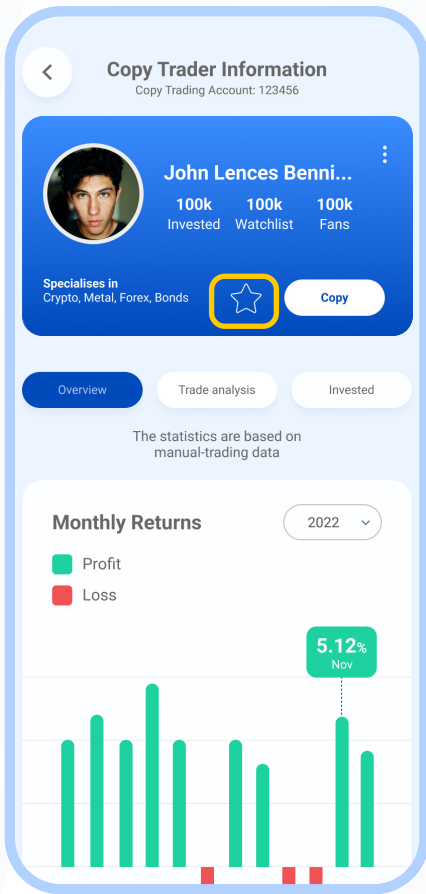 Copy Trader Information
Copy Trading Account: 123456
John Lences Benni...
100k 100k 100k
Invested Watchlist Fans
Specialises in
Crypto, Metal, Forex, Bonds
Copy
Overview Trade analysis Invested
The statistics are based on
manual-trading data
Monthly Returns 2022
Profit
Loss
5.12%
Nov